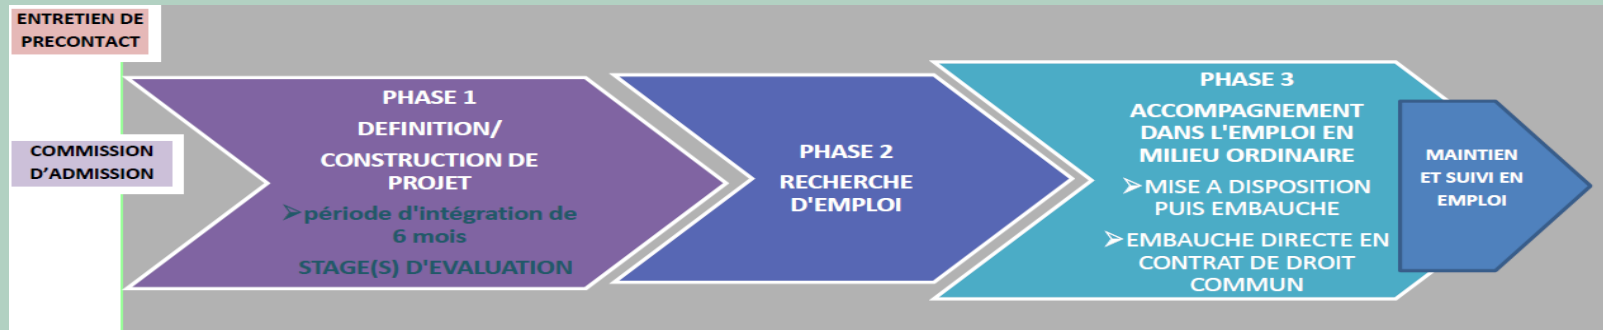 ENTRETIEN DE
PRECONTACT
COMMISSION
D’ADMISSION
PHASE 1
DEFINITION/
CONSTRUCTION DE
PROJET
➢période d'intégration de
6 mois
STAGE(S) D'EVALUATION
PHASE 2
RECHERCHE
D'EMPLOI
PHASE 3
ACCOMPAGNEMENT
DANS L'EMPLOI EN
MILIEU ORDINAIRE
➢MISE A DISPOSITION
PUIS EMBAUCHE
➢EMBAUCHE DIRECTE EN
CONTRAT DE DROIT
COMMUN
MAINTIEN
ET SUIVI EN
EMPLOI